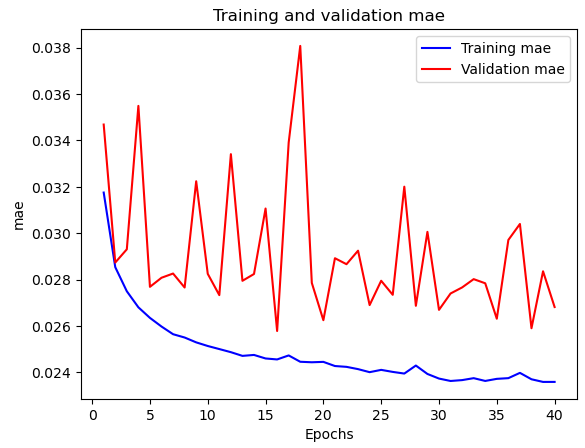 Training and validation mae
Training mae
Validation mae
0.038
0.036
0.034
0.032
0.030
0.028
0.026
0.024
mae
0 5 10 15 20 25 30 35 40
Epochs